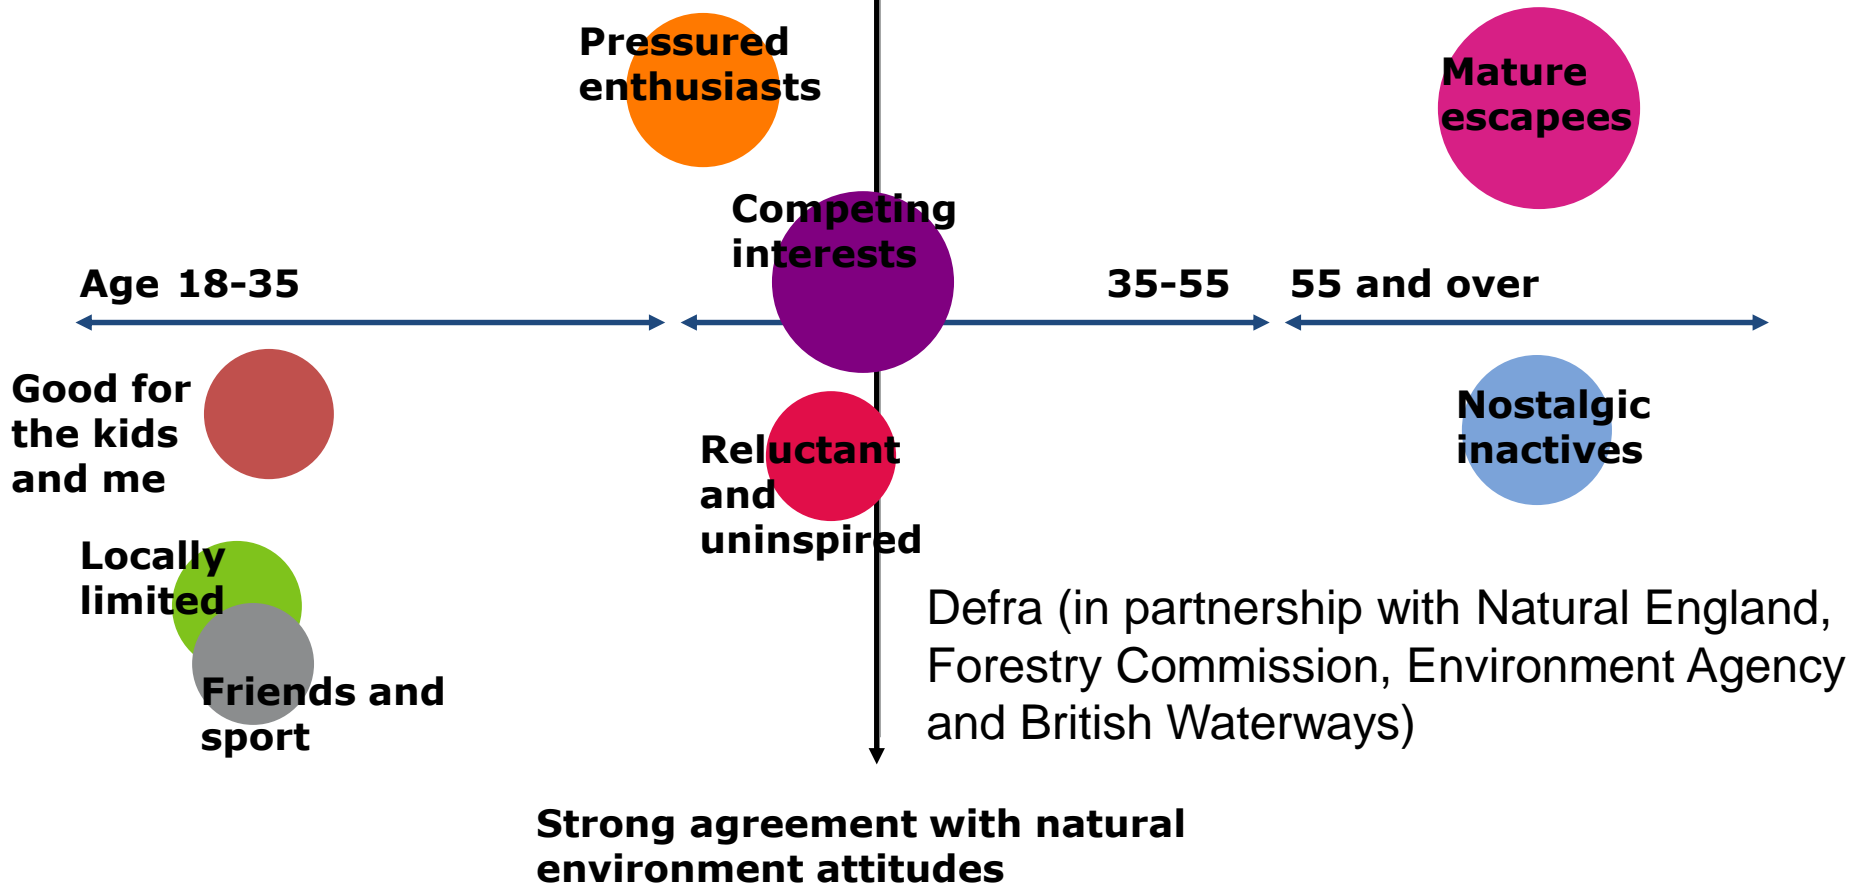 Pressured
enthusiasts
Mature
escapees
Competing
interests
Age 18-35
35-55
55 and over
Good for
the kids
and me
Reluctant
and
uninspired
Nostalgic
inactives
Locally
limited
Friends and
sport
Defra (in partnership with Natural England,
Forestry Commission, Environment Agency
and British Waterways)
Strong agreement with natural
environment attitudes